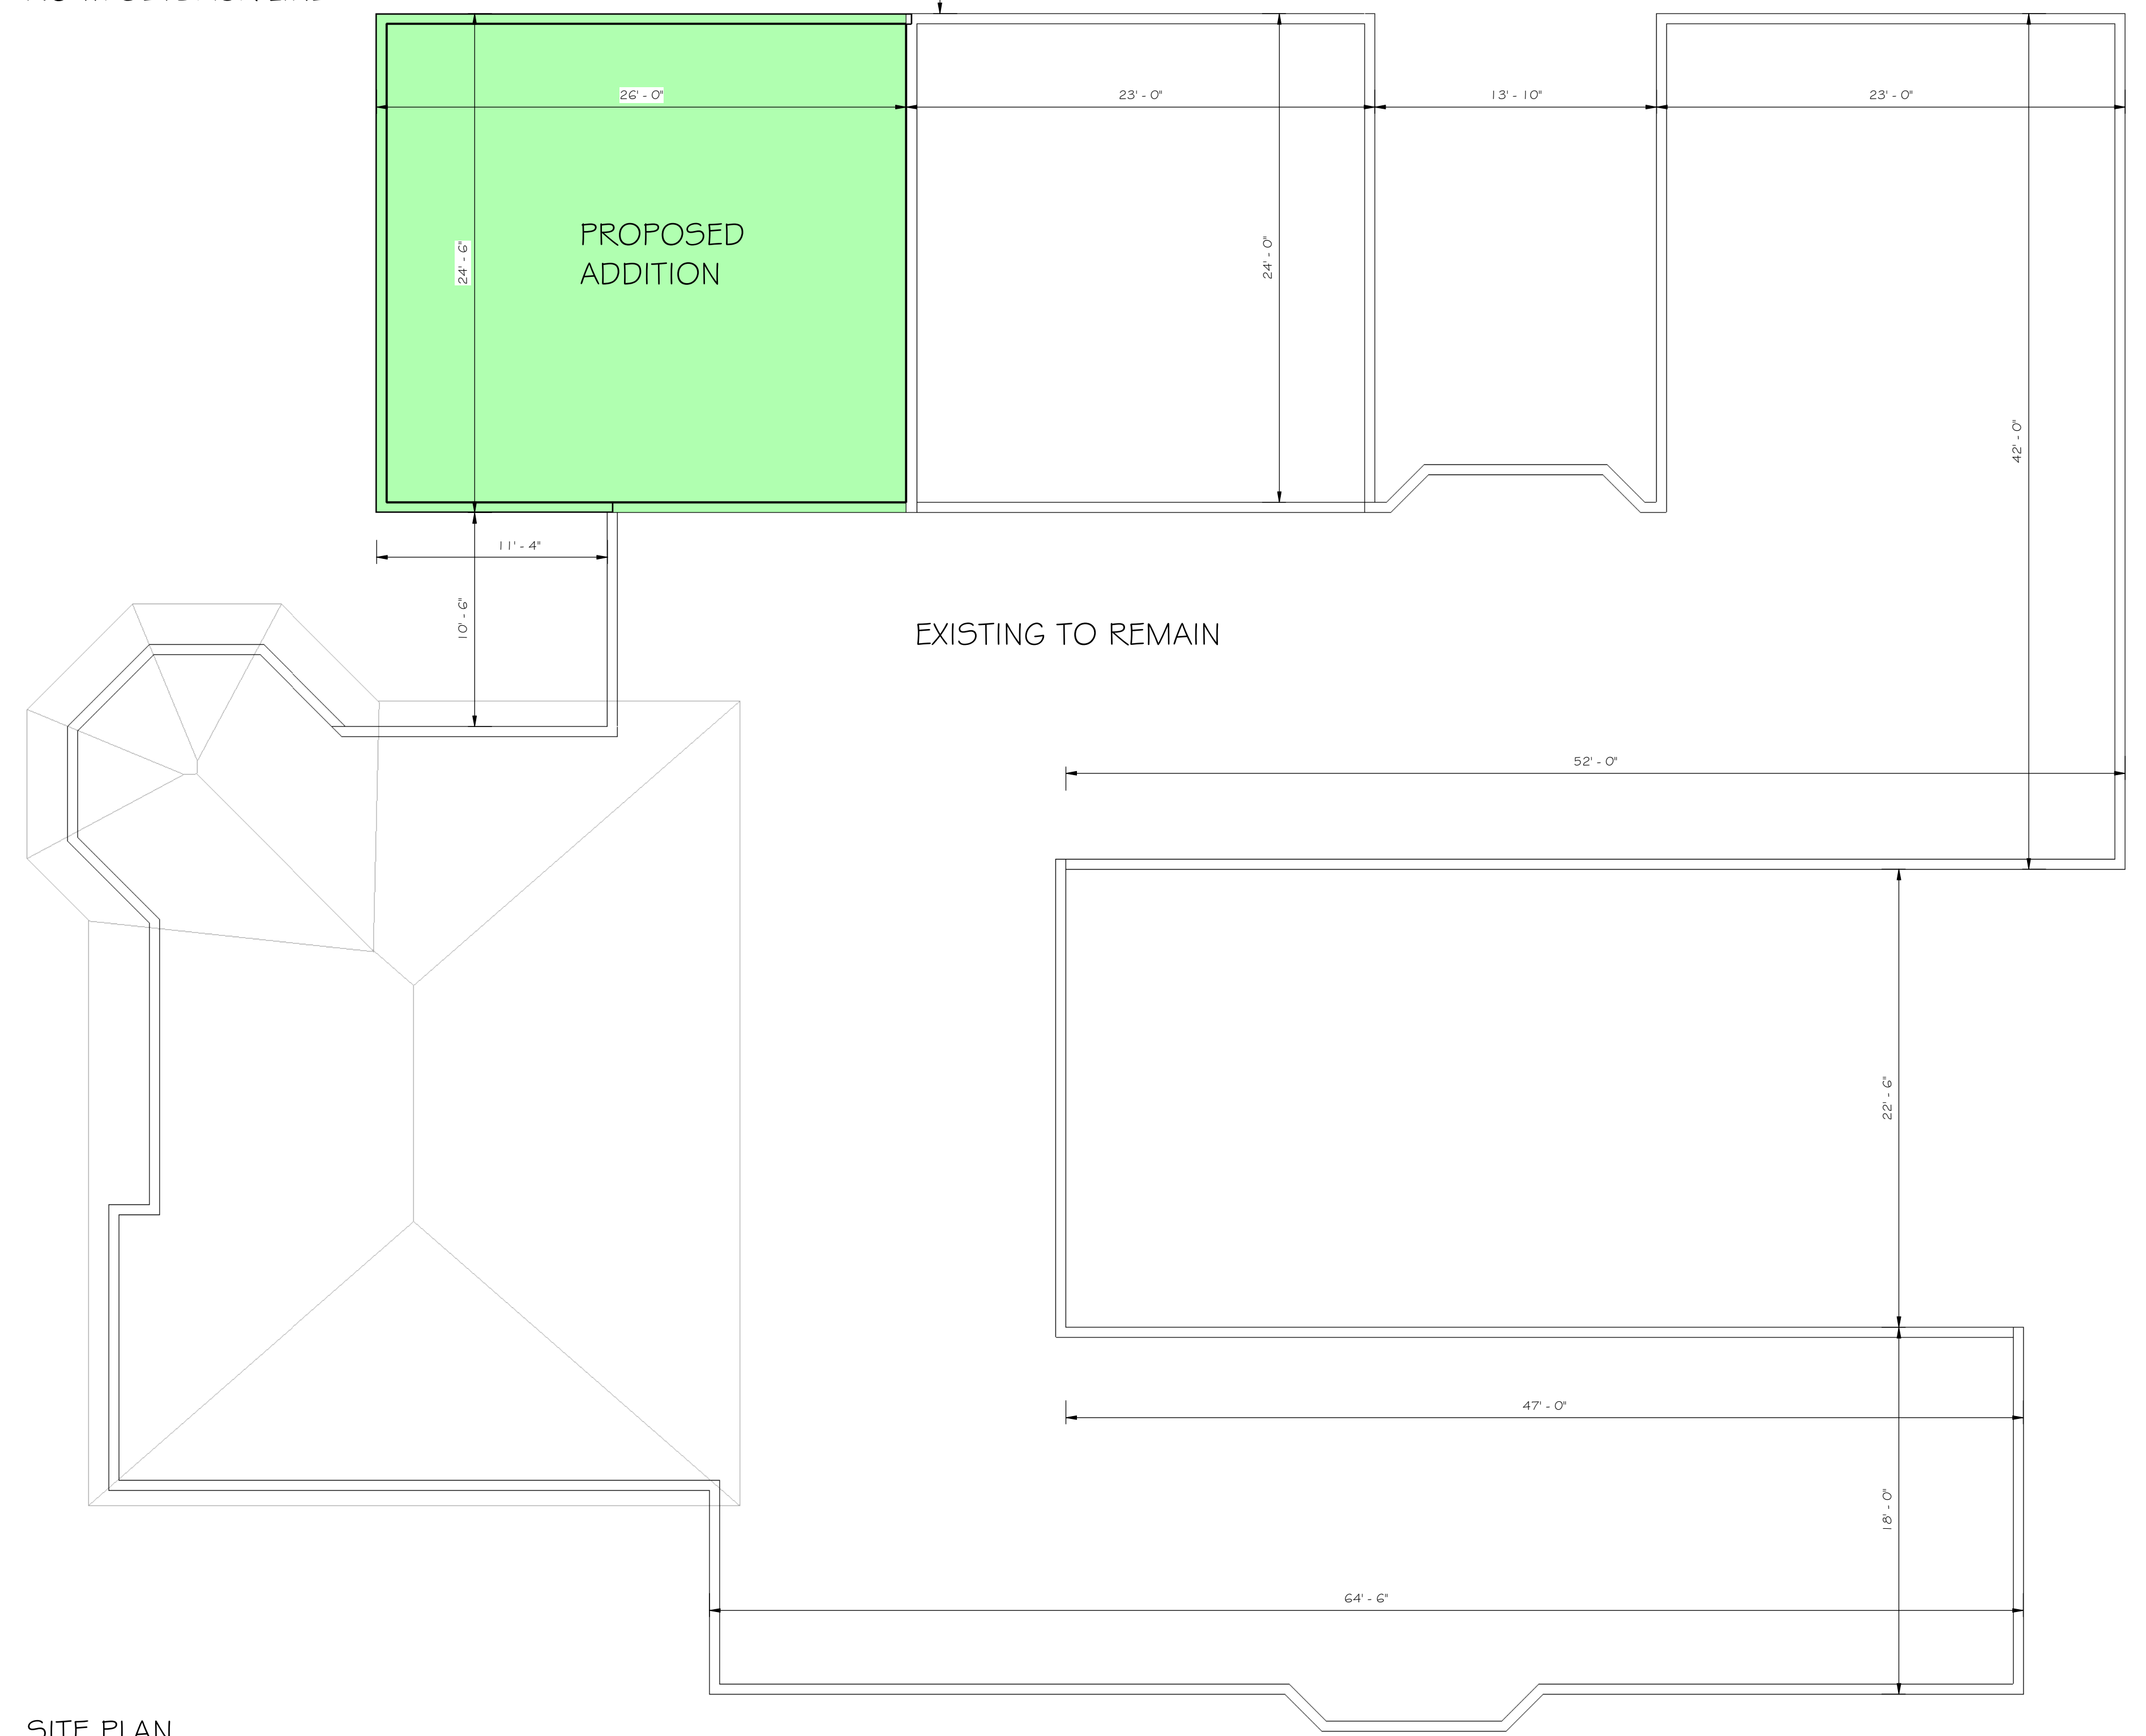 26' - 0"
23' - 0"
13' - 10"
23' - 0"
PROPOSED
ADDITION
24' - 6"
24' - 0"
42' - 0"
11' - 4"
10' - 6"
EXISTING TO REMAIN
52' - 0"
22' - 6"
47' - 0"
18' - 0"
64' - 6"
SITE PLAN